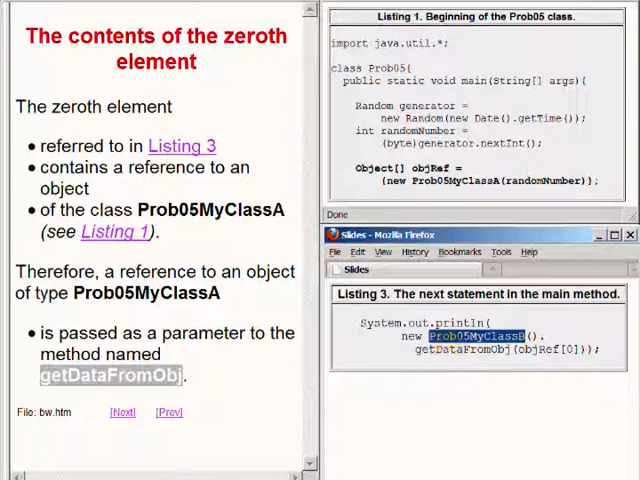 The contents of the zeroth
element
The zeroth element
• referred to in Listing 3
• contains a reference to an
object
• of the class Prob05MyClassA
(see Listing 1).
Therefore, a reference to an object
of type Prob05MyClassA
• is passed as a parameter to the
method named
getDataFromObj.
File: bw.htm [Next] [Prev]
Listing 1. Beginning of the Prob05 class.
import java.util.*;
class Prob05{
public static void main(String[] args){
Random generator =
new Random(new Date().getTime());
int randomNumber =
(byte)generator.nextInt();
Object[] objRef =
{new Prob05MyClassA(randomNumber)};
Done
Slides - Mozilla Firefox
File Edit View History Bookmarks Tools Help
Slides
Listing 3. The next statement in the main method.
System.out.println(
new Prob05MyClassB().
getDataFromObj(objRef[0]));